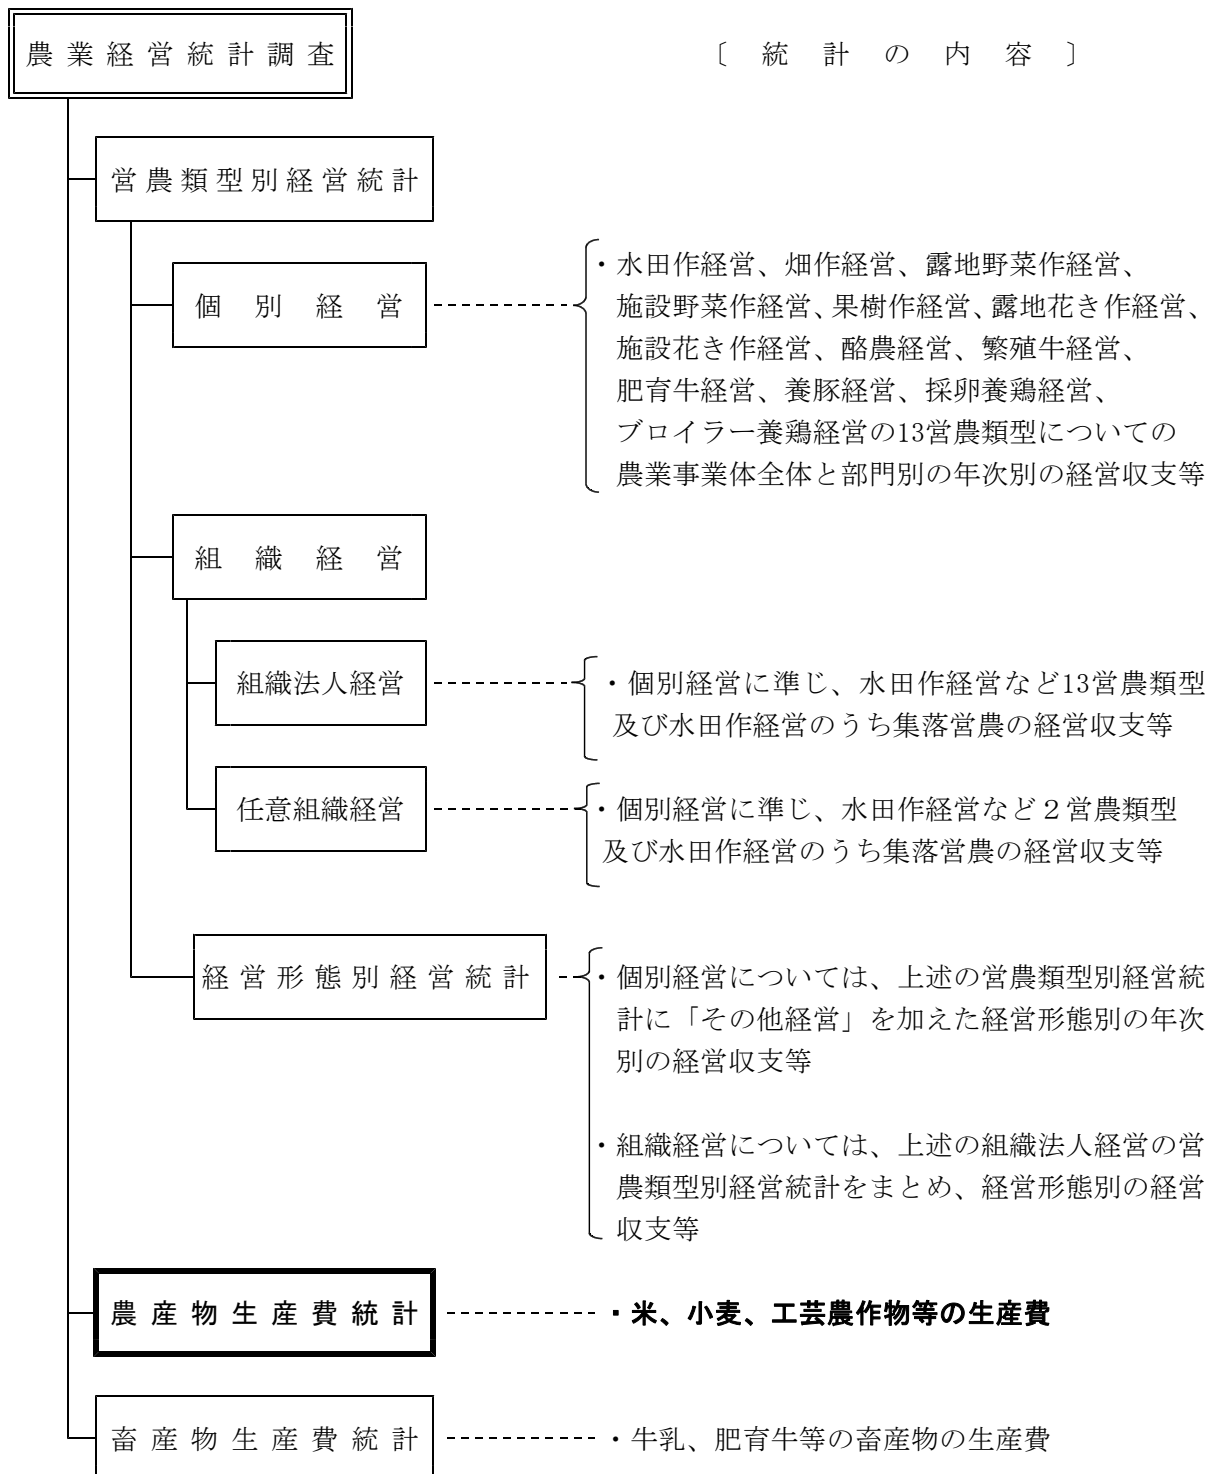 農業経営統計調査
〔統計の内容〕
営農類型別経営統計
個別経営
・水田作経営、畑作経営、露地野菜作経営、
施設野菜作経営、果樹作経営、露地花き作経営、
施設花き作経営、酪農経営、繁殖牛経営、
肥育牛経営、養豚経営、採卵養鶏経営、
ブロイラー養鶏経営の13営農類型についての
農業事業体全体と部門別の年次別の経営収支等
組織経営
組織法人経営
・個別経営に準じ、水田作経営など13営農類型
及び水田作経営のうち集落営農の経営収支等
任意組織経営
・個別経営に準じ、水田作経営など２営農類型
及び水田作経営のうち集落営農の経営収支等
経営形態別経営統計
・個別経営については、上述の営農類型別経営統
計に「その他経営」を加えた経営形態別の年次
別の経営収支等
・組織経営については、上述の組織法人経営の営
農類型別経営統計をまとめ、経営形態別の経営
収支等
農産物生産費統計
・米、小麦、工芸農作物等の生産費
畜産物生産費統計
・牛乳、肥育牛等の畜産物の生産費